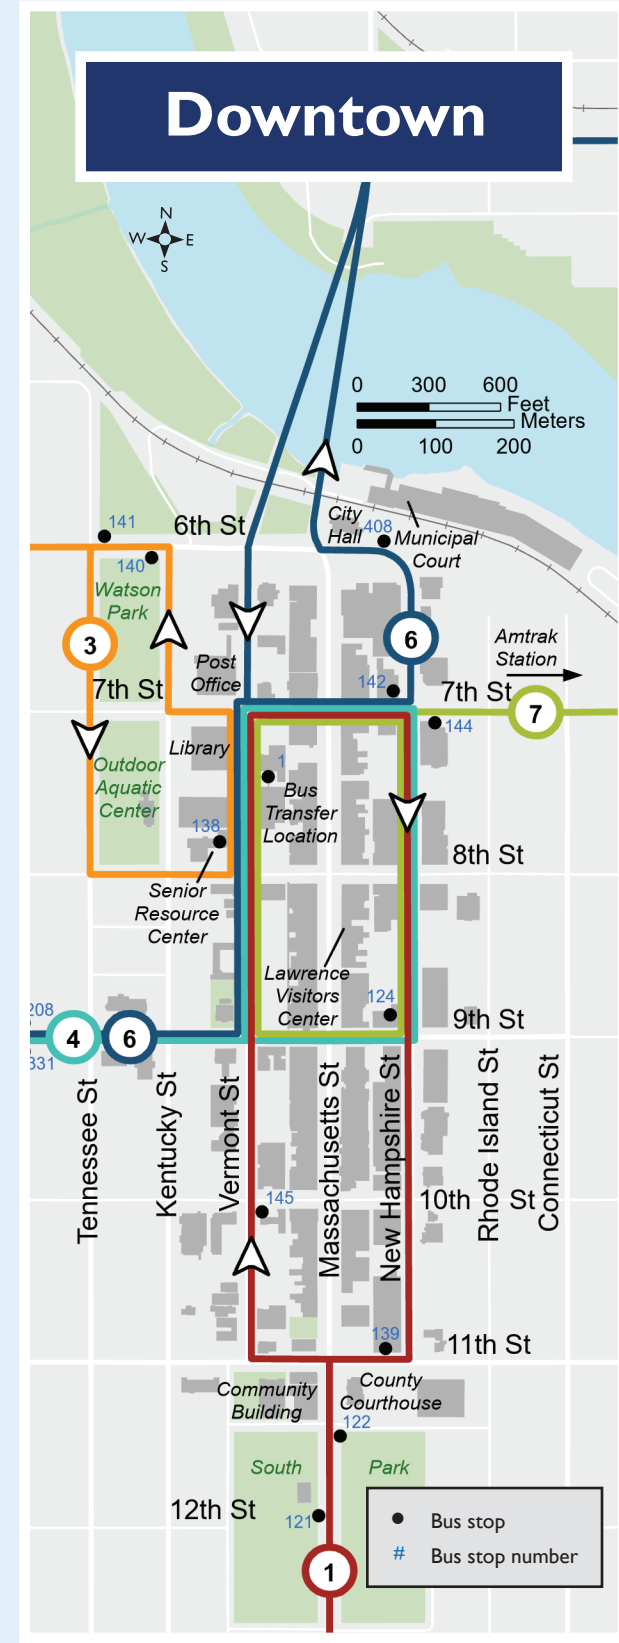 Downtown
N
W E
S
0 300 600
Feet
Meters
0 100 200
141
6th St
City
Hall
408
Municipal
Court
140
Watson
Park
3
6
Amtrak
Station
Post
Office
142
7th St
7th St
7
144
Library
1
Outdoor
Aquatic
Center
Bus
Transfer
Location
138
8th St
Senior
Resource
Center
Lawrence
Visitors
Center
124
208
9th St
4
6
331
Tennessee St
Kentucky St
Vermont St
Massachusetts St
New Hampshire St
Rhode Island St
Connecticut St
145
10th St
139
11th St
Community
Building
County
Courthouse
122
South Park
12th St
121
Bus stop
# Bus stop number
1